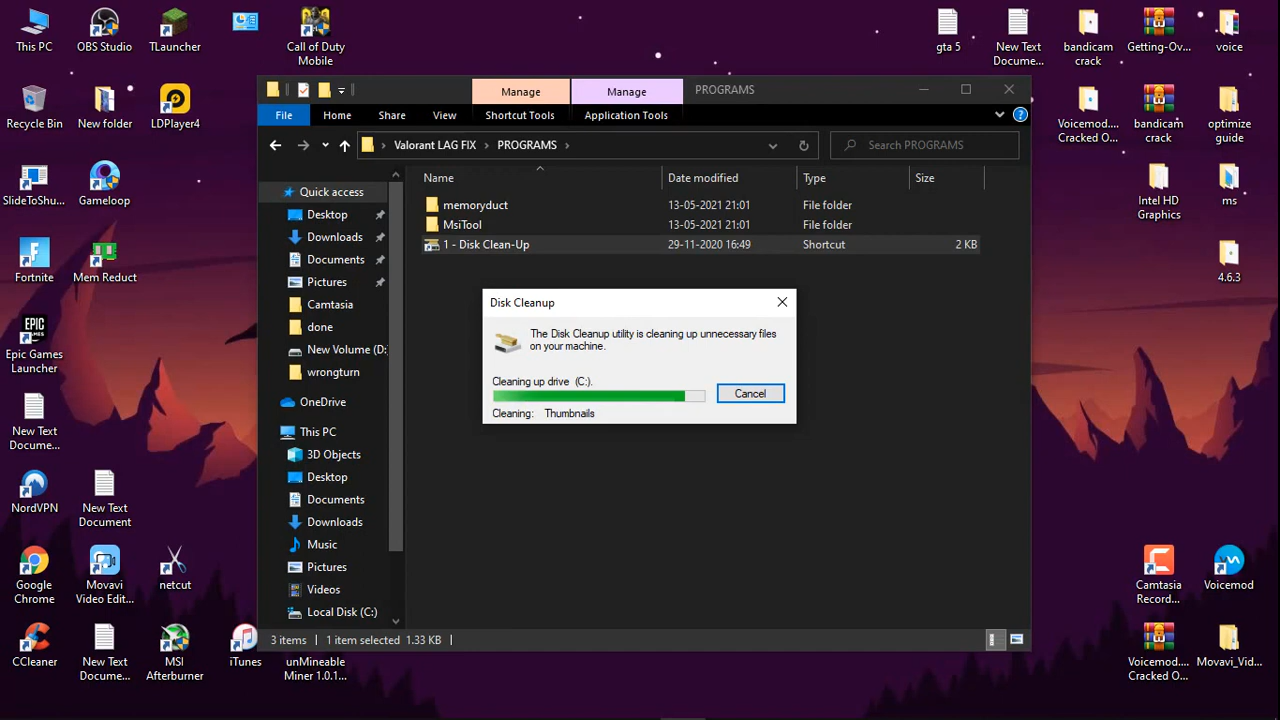 This PC
OBS Studio
TLauncher
Call of Duty
Mobile
Recycle Bin
New folder
LDPlayer4
SlideToShu...
Gameloop
Fortnite
Mem Reduct
Epic Games
Launcher
New Text
Docume...
NordVPN
New Text
Document
Google
Chrome
Movavi
Video Edit...
netcut
CCleaner
New Text
Docume...
MSI
Afterburner
iTunes
unMineable
Miner 1.0.1...
Manage
Manage
PROGRAMS
File
Home
Share
View
Shortcut Tools
Application Tools
Valorant LAG FIX
PROGRAMS
Search PROGRAMS
Name
Date modified
Type
Size
memoryduct
13-05-2021 21:01
File folder
MsiTool
13-05-2021 21:01
File folder
1 - Disk Clean-Up
29-11-2020 16:49
Shortcut
2 KB
Quick access
Desktop
Downloads
Documents
Pictures
Camtasia
done
New Volume (D:
wrongturn
OneDrive
This PC
3D Objects
Desktop
Documents
Downloads
Music
Pictures
Videos
Local Disk (C:)
Disk Cleanup
The Disk Cleanup utility is cleaning up unnecessary files
on your machine.
Cleaning up drive (C:).
Cancel
Cleaning: Thumbnails
3 items
1 item selected 1.33 KB
gta 5
New Text
Docume...
bandicam
crack
Getting-Ov...
voice
Voicemod....
Cracked O...
bandicam
crack
optimize
guide
Intel HD
Graphics
ms
4.6.3
Camtasia
Record...
Voicemod
Voicemod....
Cracked O...
Movavi_Vid...